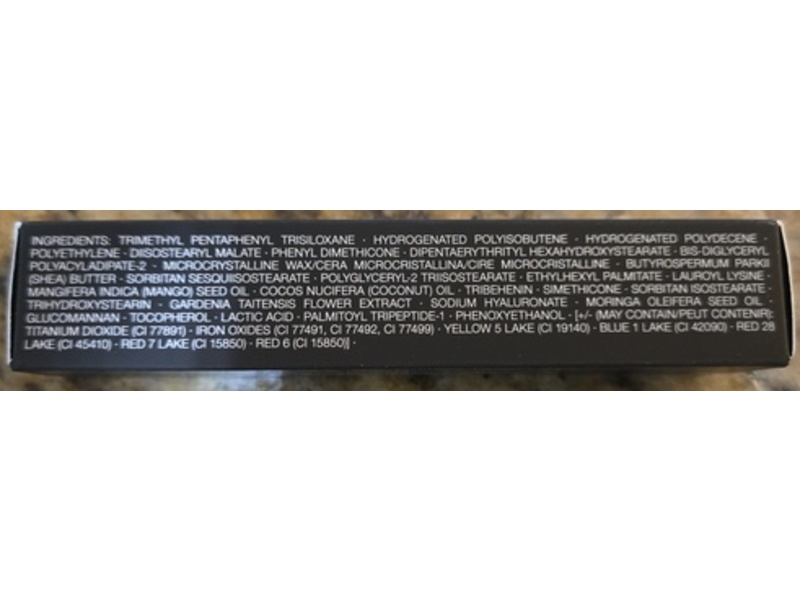 INGREDIENTS: TRIMETHYL PENTAPHENYL TRISILOXANE · HYDROGENATED POLYISOBUTENE · HYDROGENATED POLYDECENE ·
POLYETHYLENE · DIISOSTEARYL MALATE · PHENYL DIMETHICONE · DIPENTAERYTHRITYL HEXAHYDROXYSTEARATE · BIS-DIGLYCERYL
POLYACYLADIPATE-2 · MICROCRYSTALLINE WAX/CERA MICROCRISTALLINA/CIRE MICROCRISTALLINE · BUTYROSPERMUM PARKII
(SHEA) BUTTER · SORBITAN SESQUIISOSTEARATE · POLYGLYCERYL-2 TRIISOSTEARATE · ETHYLHEXYL PALMITATE · LAUROYL LYSINE ·
MANGIFERA INDICA (MANGO) SEED OIL · COCOS NUCIFERA (COCONUT) OIL · TRIBEHENIN · SIMETHICONE · SORBITAN ISOSTEARATE ·
TRIHYDROXYSTEARIN · GARDENIA TAITENSIS FLOWER EXTRACT · SODIUM HYALURONATE · MORINGA OLEIFERA SEED OIL ·
GLUCOMANNAN · TOCOPHEROL · LACTIC ACID · PALMITOYL TRIPEPTIDE-1 · PHENOXYETHANOL · [+/- (MAY CONTAIN/PEUT CONTENIR):
TITANIUM DIOXIDE (CI 77891) · IRON OXIDES (CI 77491, CI 77492, CI 77499) · YELLOW 5 LAKE (CI 19140) · BLUE 1 LAKE (CI 42090) · RED 28
LAKE (CI 45410) · RED 7 LAKE (CI 15850) · RED 6 (CI 15850)] ·